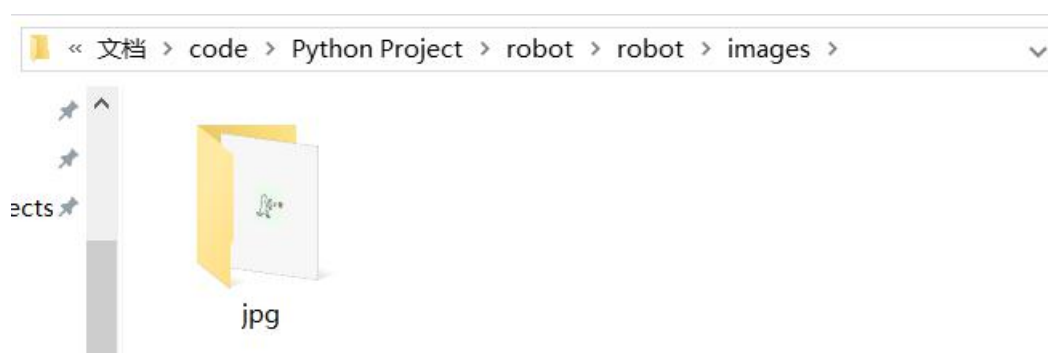 « 文档 > code > Python Project > robot > robot > images >
ects
jpg